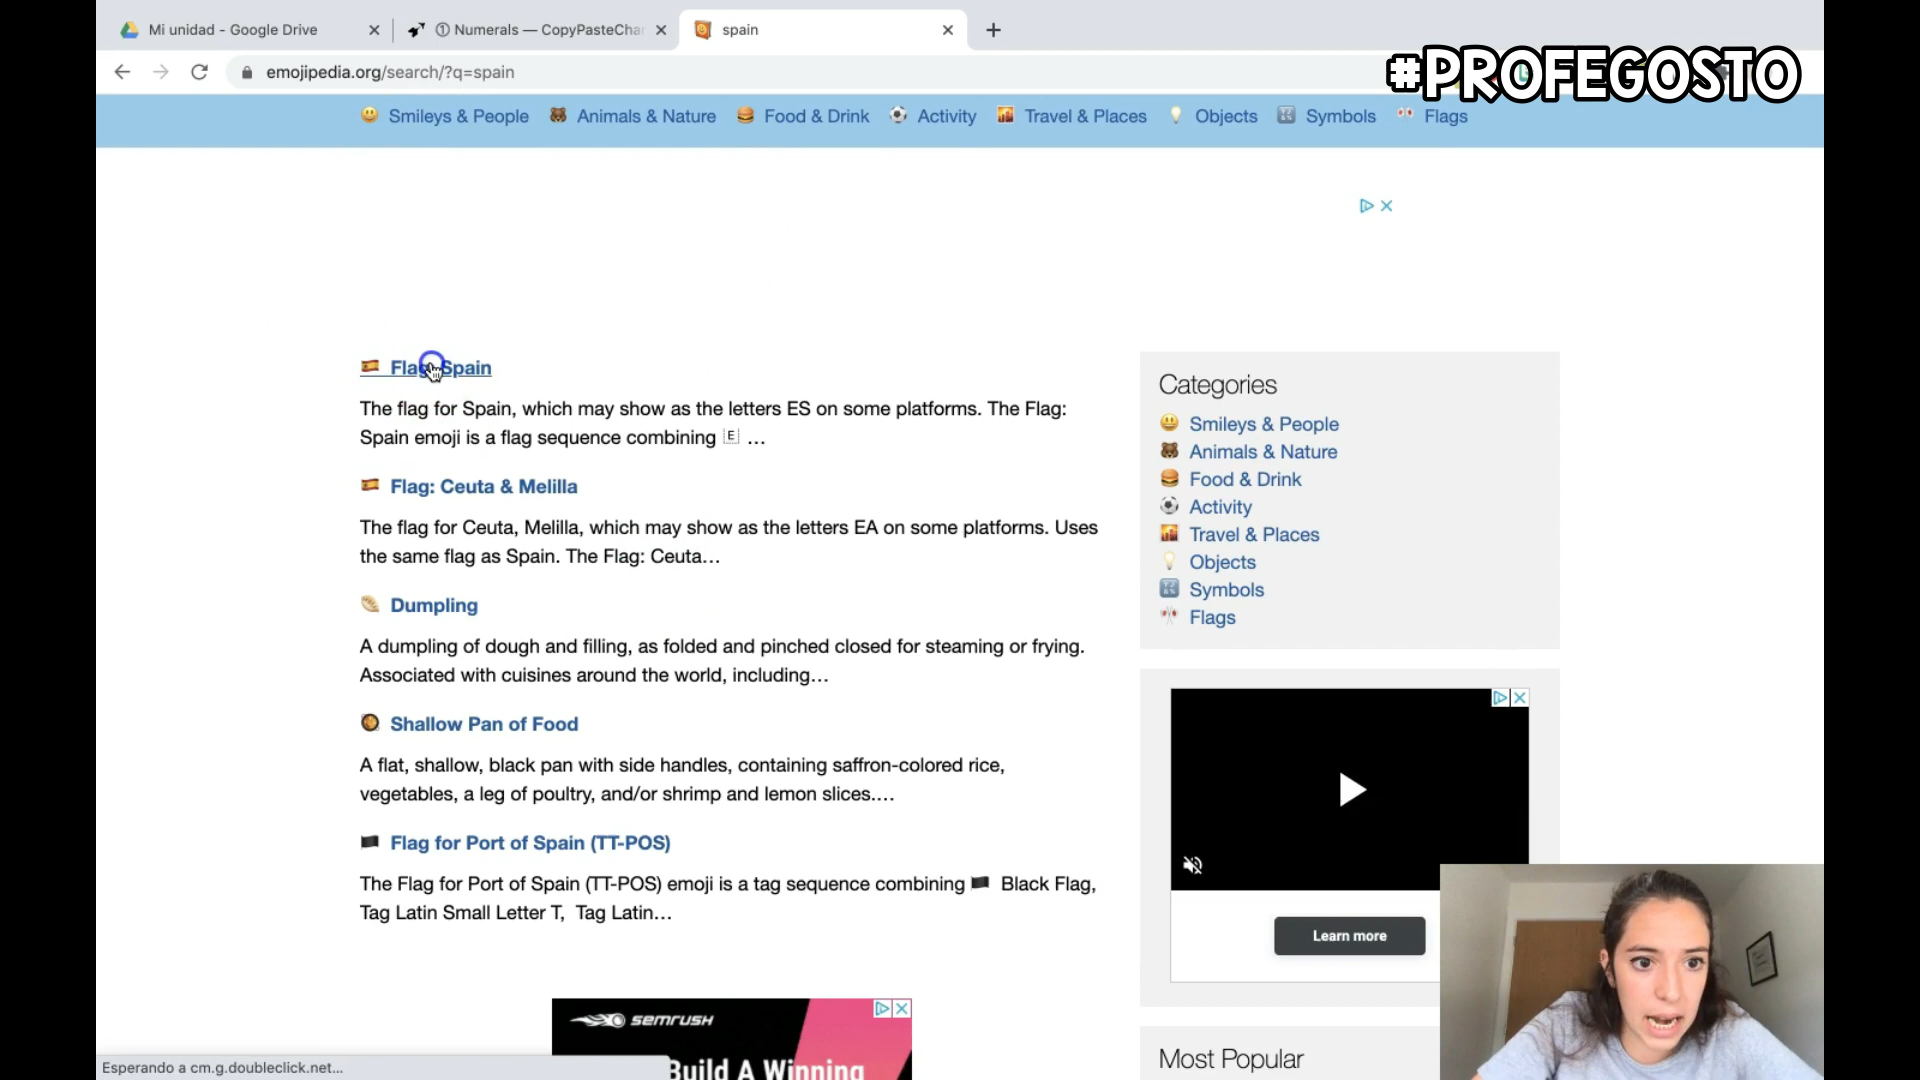 Mi unidad - Google Drive
① Numerals — CopyPasteCha
spain
emojipedia.org/search/?q=spain
#PROFEGOSTO
Smileys & People
Animals & Nature
Food & Drink
Activity
Travel & Places
Objects
Symbols
Flags
Flag: Spain
The flag for Spain, which may show as the letters ES on some platforms. The Flag:
Spain emoji is a flag sequence combining 🇪 …
Flag: Ceuta & Melilla
The flag for Ceuta, Melilla, which may show as the letters EA on some platforms. Uses
the same flag as Spain. The Flag: Ceuta…
Dumpling
A dumpling of dough and filling, as folded and pinched closed for steaming or frying.
Associated with cuisines around the world, including…
Shallow Pan of Food
A flat, shallow, black pan with side handles, containing saffron-colored rice,
vegetables, a leg of poultry, and/or shrimp and lemon slices.…
Flag for Port of Spain (TT-POS)
The Flag for Port of Spain (TT-POS) emoji is a tag sequence combining 🏴 Black Flag,
Tag Latin Small Letter T, Tag Latin…
Categories
Smileys & People
Animals & Nature
Food & Drink
Activity
Travel & Places
Objects
Symbols
Flags
Learn more
Most Popular
semrush
Build A Winning
Esperando a cm.g.doubleclick.net...